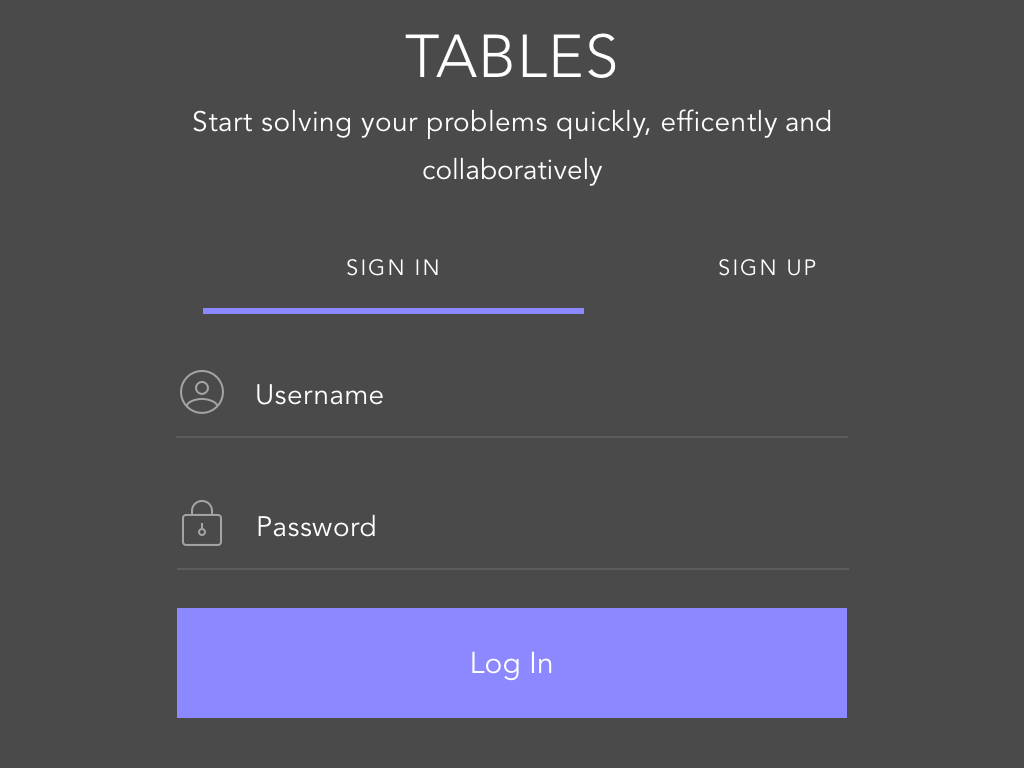 TABLES
Start solving your problems quickly, efficently and
collaboratively
SIGN IN
SIGN UP
Username
Password
Log In